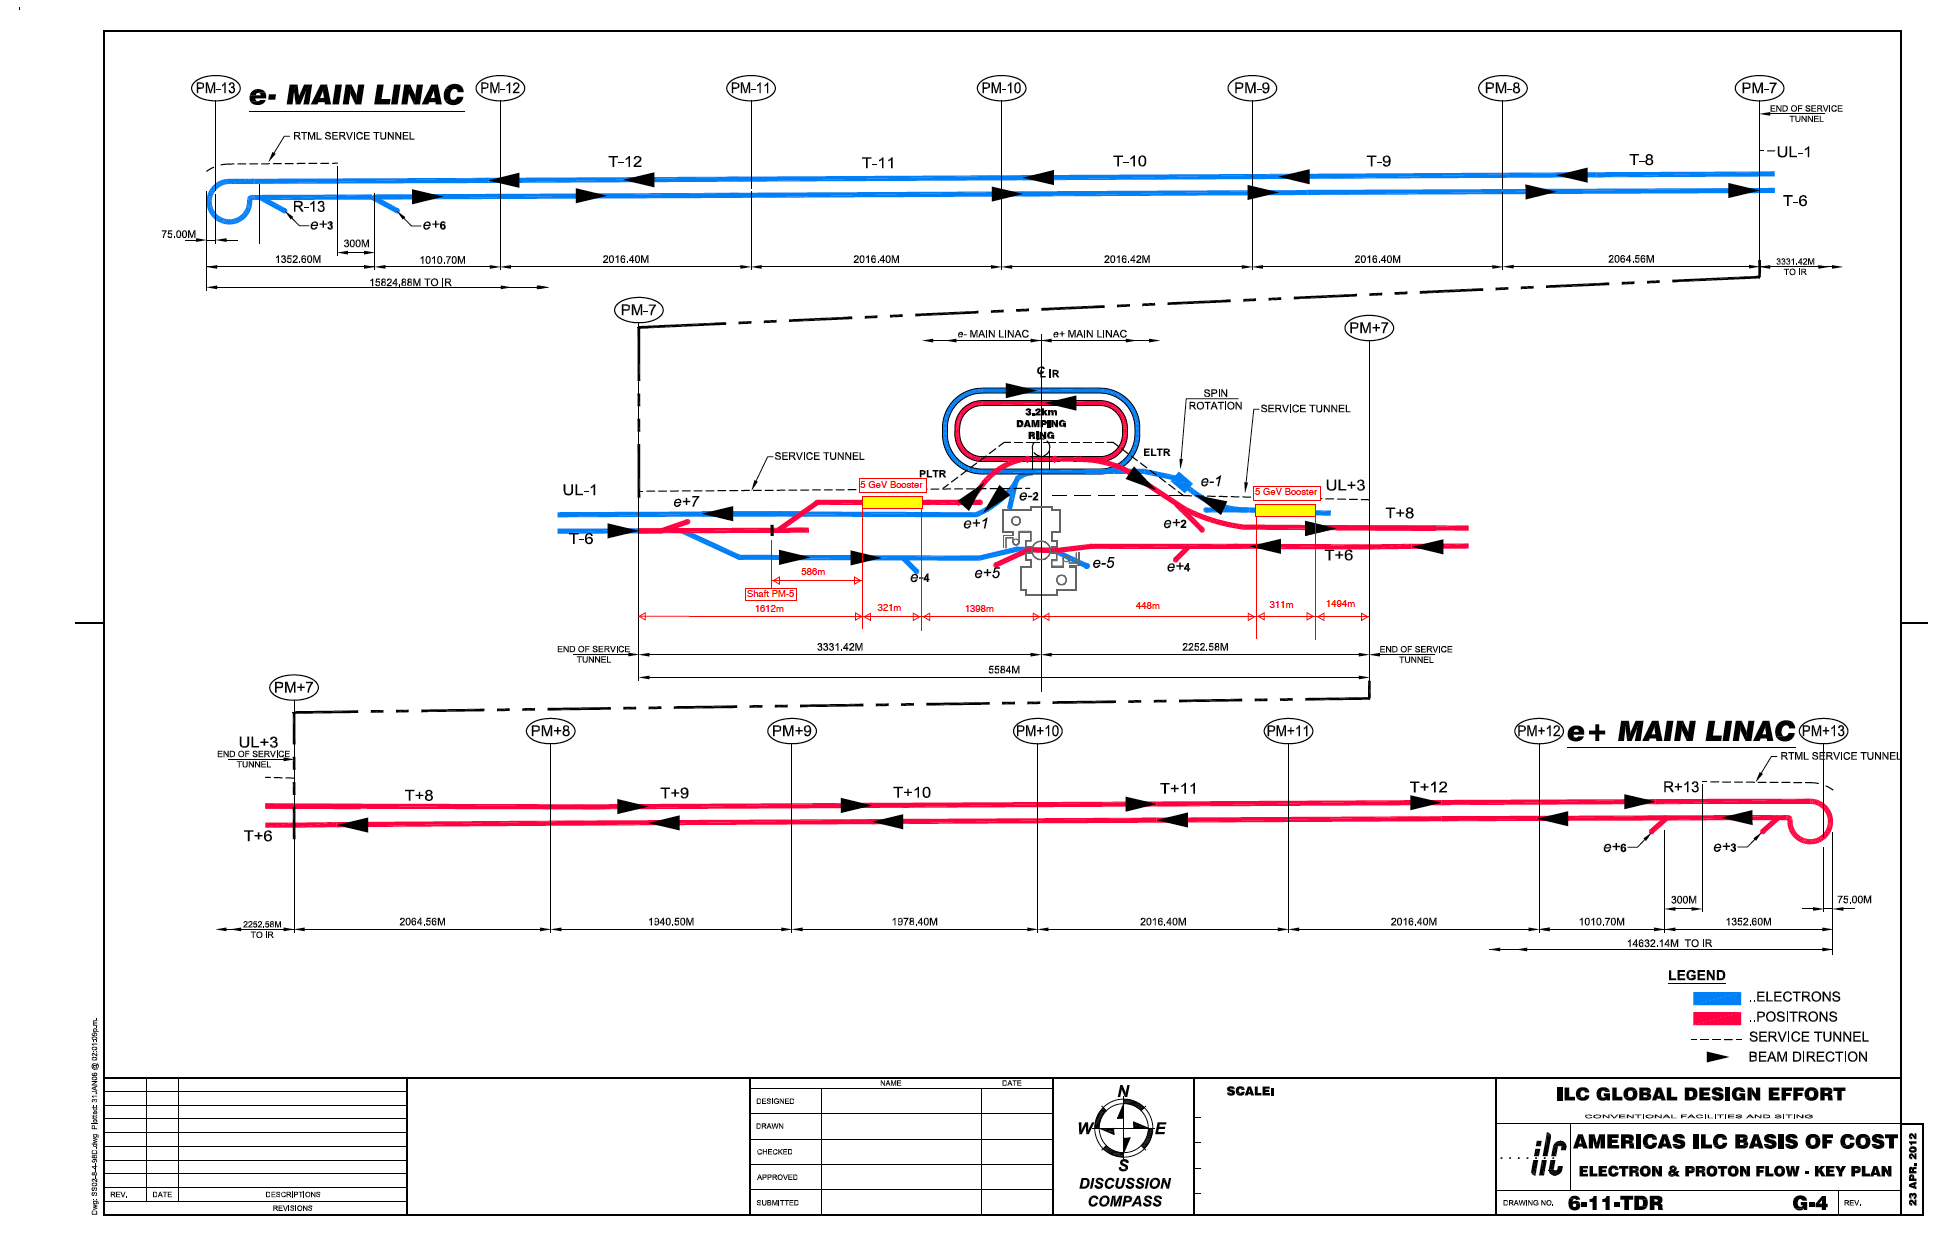 PM-13
e- MAIN LINAC
PM-12
PM-11
PM-10
PM-9
PM-8
PM-7
END OF SERVICE
TUNNEL
RTML SERVICE TUNNEL
T-12
T-11
T-10
T-9
T-8
UL-1
R-13
T-6
e+3
e+6
75.00M
300M
1352.60M
1010.70M
2016.40M
2016.40M
2016.42M
2016.40M
2064.56M
3331.42M
TO IR
15824.88M TO IR
PM-7
PM+7
e- MAIN LINAC
e+ MAIN LINAC
℄ IR
3.2km
DAMPING
RING
SPIN
ROTATION
SERVICE TUNNEL
SERVICE TUNNEL
PLTR
ELTR
5 GeV Booster
5 GeV Booster
UL-1
e+7
e-2
e-1
UL+3
e+1
e+2
T+8
T-6
T+6
e-4
e+5
e-5
e+4
586m
Shaft PM-5
1612m
321m
1398m
448m
311m
1494m
END OF SERVICE
TUNNEL
3331.42M
2252.58M
END OF SERVICE
TUNNEL
5584M
PM+7
PM+8
PM+9
PM+10
PM+11
PM+12
e+ MAIN LINAC
PM+13
UL+3
END OF SERVICE
TUNNEL
RTML SERVICE TUNNEL
T+8
T+9
T+10
T+11
T+12
R+13
T+6
e+6
e+3
300M
75.00M
2252.58M
TO IR
2064.56M
1940.50M
1978.40M
2016.40M
2016.40M
1010.70M
1352.60M
14632.14M TO IR
LEGEND
..ELECTRONS
..POSITRONS
SERVICE TUNNEL
BEAM DIRECTION
Dwg: SS02-8-4-98D.dwg Plotted: 31JAN06 @ 02:01:09p.m.
REV.
DATE
DESCRIPTIONS
REVISIONS
NAME
DATE
DESIGNED
DRAWN
CHECKED
APPROVED
SUBMITTED
N
W
E
S
DISCUSSION
COMPASS
SCALE:
ILC GLOBAL DESIGN EFFORT
CONVENTIONAL FACILITIES AND SITING
ilc
AMERICAS ILC BASIS OF COST
ELECTRON & PROTON FLOW - KEY PLAN
DRAWING NO.
6-11-TDR
G-4
REV.
23 APR. 2012